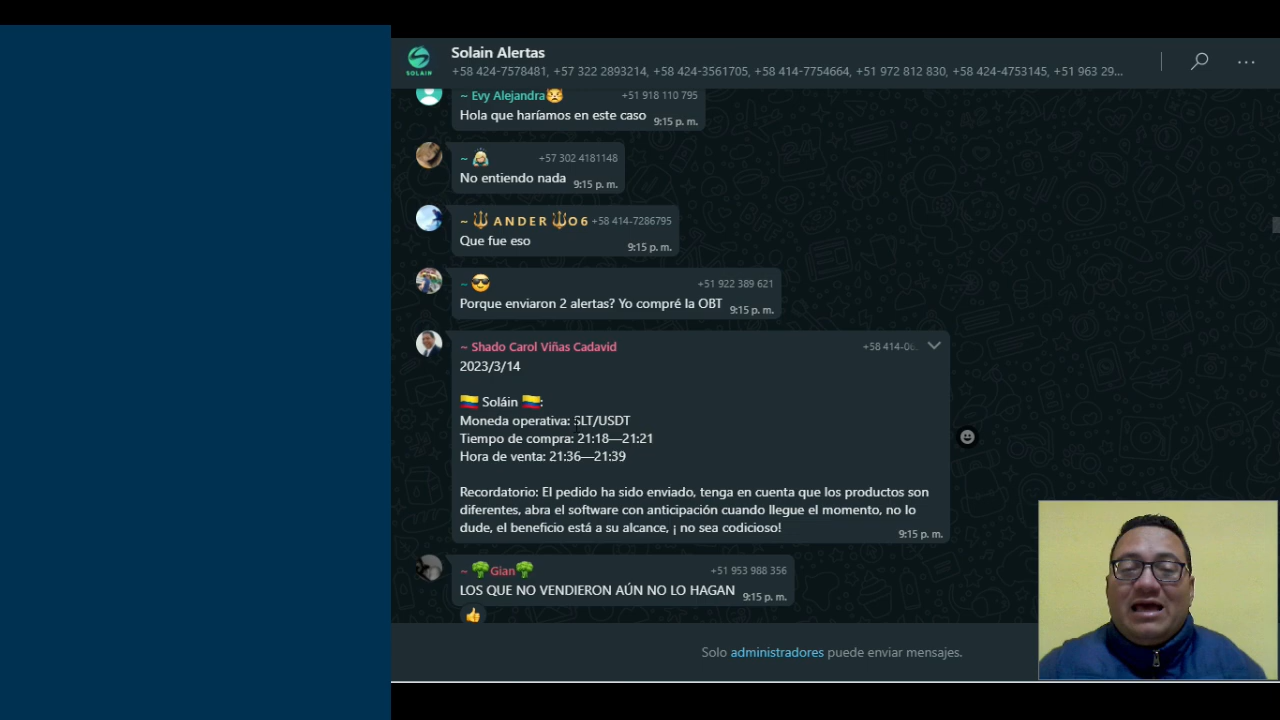 SOLAIN
Solain Alertas
+58 424-7578481, +57 322 2893214, +58 424-3561705, +58 414-7754664, +51 972 812 830, +58 424-4753145, +51 963 29...
~ Evy Alejandra +51 918 110 795
Hola que haríamos en este caso 9:15 p. m.
~ +57 302 4181148
No entiendo nada 9:15 p. m.
~ 🔱 A N D E R 🔱O 6 +58 414-7286795
Que fue eso 9:15 p. m.
~ 😎 +51 922 389 621
Porque enviaron 2 alertas? Yo compré la OBT 9:15 p. m.
~ Shado Carol Viñas Cadavid +58 414-0
2023/3/14
🇨🇴 Soláin 🇨🇴:
Moneda operativa: SLT/USDT
Tiempo de compra: 21:18—21:21
Hora de venta: 21:36—21:39
Recordatorio: El pedido ha sido enviado, tenga en cuenta que los productos son
diferentes, abra el software con anticipación cuando llegue el momento, no lo
dude, el beneficio está a su alcance, ¡ no sea codicioso!
9:15 p. m.
~ 🥦Gian🥦 +51 953 988 356
LOS QUE NO VENDIERON AÚN NO LO HAGAN 9:15 p. m.
👍
Solo administradores puede enviar mensajes.